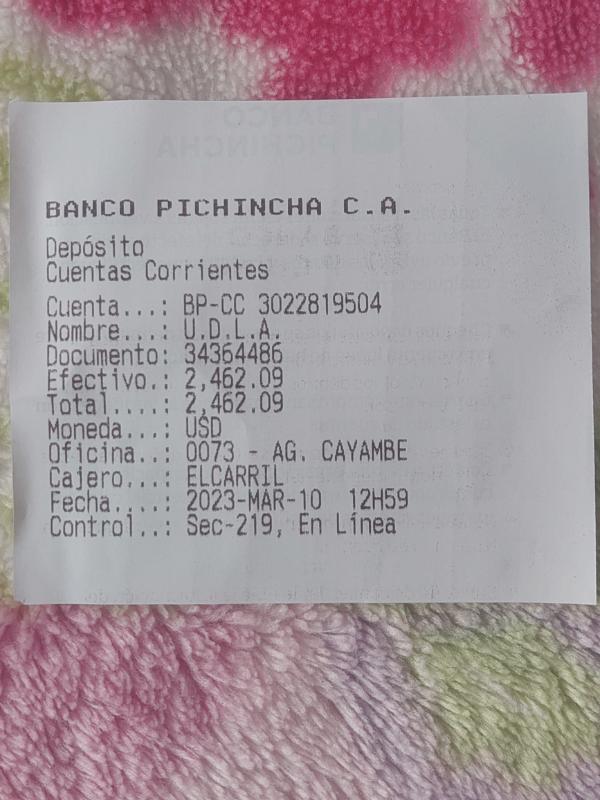 BANCO PICHINCHA C.A.
Depósito
Cuentas Corrientes
Cuenta...: BP-CC 3022819504
Nombre...: U.D.L.A.
Documento: 34364486
Efectivo.: 2,462.09
Total....: 2,462.09
Moneda...: USD
Oficina..: 0073 - AG. CAYAMBE
Cajero...: ELCARRIL
Fecha....: 2023-MAR-10  12H59
Control..: Sec-219, En Línea